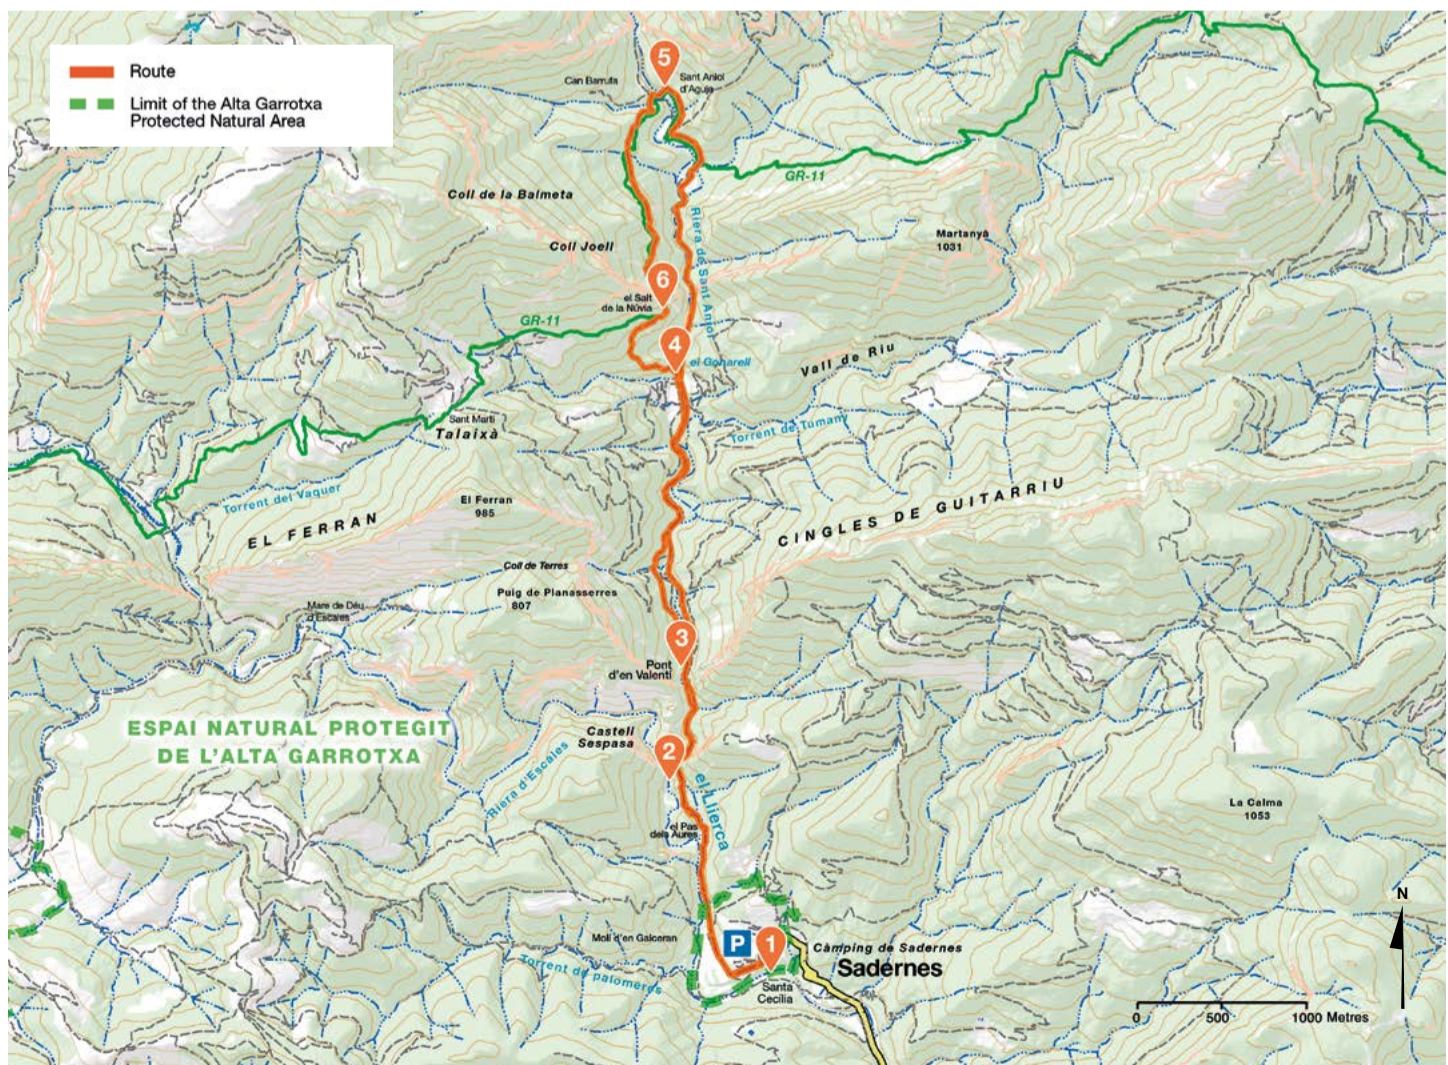 Route
Limit of the Alta Garrotxa
Protected Natural Area
5
Can Barrufa
Sant Aniol
d'Aguja
GR-11
Coll de la Balmeta
Riera de Sant Aniol
Martanyà
1031
Coll Joell
6
el Salt
de la Núvia
GR-11
4
el Gomarell
Vall de Riu
Sant Martí
Talaixà
Torrent de Tumany
Torrent del Vaquer
El Ferran
985
EL FERRAN
CINGLES DE GUITARRIU
Coll de Terres
Puig de Planasserres
807
Mare de Déu
d'Escales
3
Pont
d'en Valentí
ESPAI NATURAL PROTEGIT
DE L'ALTA GARROTXA
Castell
Sespasa
2
Riera d'Escales
el Llierca
el Pas
dels Aures
La Calma
1053
N
Molí d'en Galceran
P
1
Càmping de Sadernes
Sadernes
Torrent de palomeres
Santa
Cecília
0 500 1000 Metres